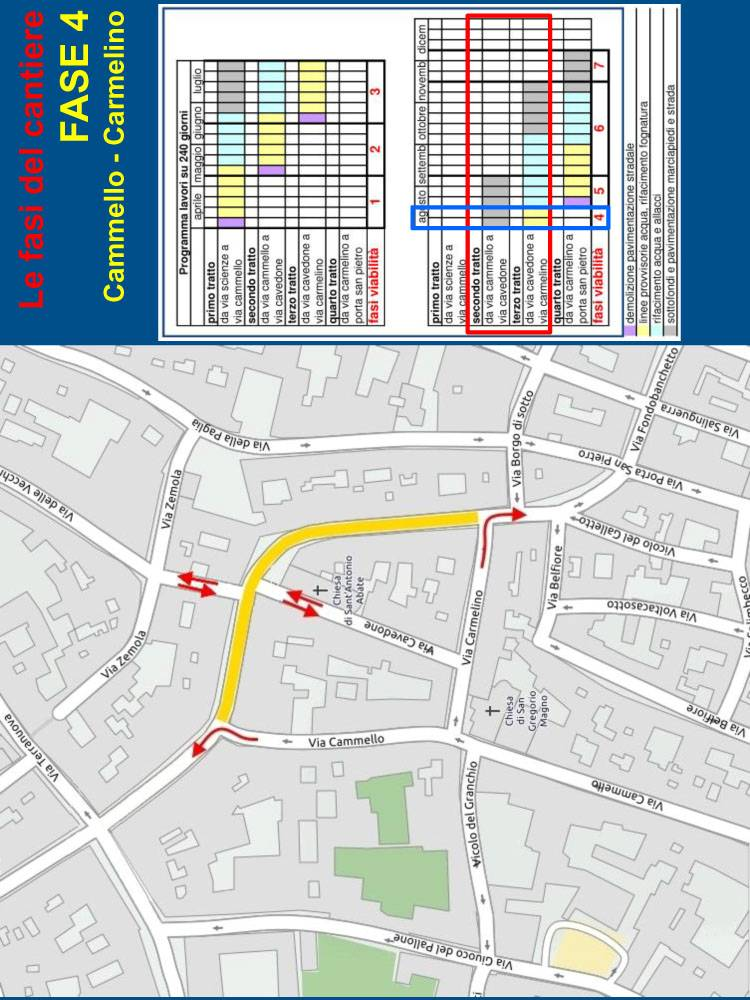 Le fasi del cantiere
FASE 4
Cammello - Carmelino
Programma lavori su 240 giorni
aprile maggio giugno luglio
primo tratto
da via scienze a
via cammello
secondo tratto
da via cammello a
via cavedone
terzo tratto
da via cavedone a
via carmelino
quarto tratto
da via carmelino a
porta san pietro
fasi viabilità 1 2 3
agosto settemb ottobre novemb dicem
primo tratto
da via scienze a
via cammello
secondo tratto
da via cammello a
via cavedone
terzo tratto
da via cavedone a
via carmelino
quarto tratto
da via carmelino a
porta san pietro
fasi viabilità 4 5 6 7
demolizione pavimentazione stradale
linee provvisorie acqua, rifacimento fognatura
rifacimento acqua e allacci
sottofondi e pavimentazione marciapiedi e strada
Via delle Vecchi
Via Zemola
Via della Paglia
Via Borgo di sotto
Via Fondobanchetto
Via Salinguerra
Via Porta San Pietro
Vicolo del Galletto
Via Belfiore
Via Voltacasotto
Chiesa
di Sant'Antonio
Abate
Via Cavedone
Via Carmelino
Via Zemola
Via Terranuova
Chiesa
di San
Gregorio
Magno
Via Belfiore
Via Cammello
Via Cammello
Vicolo del Granchio
Via Giuoco del Pallone